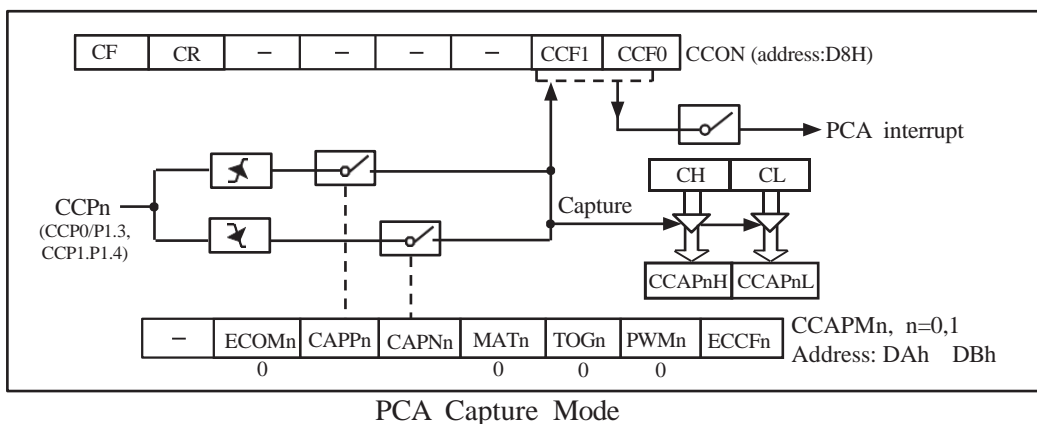 CF CR – – – – CCF1 CCF0 CCON (address:D8H)
PCA interrupt
CH CL
CCPn
(CCP0/P1.3,
CCP1.P1.4)
Capture
CCAPnH CCAPnL
– ECOMn CAPPn CAPNn MATn TOGn PWMn ECCFn
CCAPMn, n=0,1
Address: DAh DBh
0 0 0 0
PCA Capture Mode